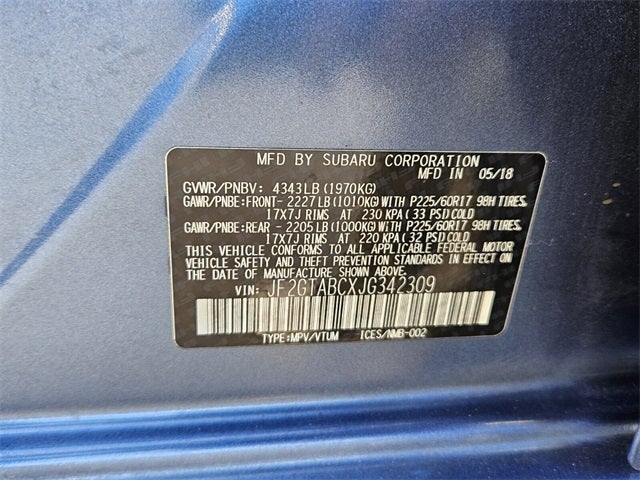 MFD BY SUBARU CORPORATION
MFD IN 05/18
GVWR/PNBV: 4343LB (1970KG)
GAWR/PNBE:FRONT- 2227LB (1010KG) WITH P225/60R17 98H TIRES,
17X7J RIMS AT 230 KPA (33 PSI) COLD
GAWR/PNBE:REAR - 2205LB (1000KG) WITH P225/60R17 98H TIRES,
17X7J RIMS AT 220 KPA (32 PSI) COLD
THIS VEHICLE CONFORMS TO ALL APPLICABLE FEDERAL MOTOR
VEHICLE SAFETY AND THEFT PREVENTION STANDARDS IN EFFECT ON
THE DATE OF MANUFACTURE SHOWN ABOVE.
VIN: JF2GTABCXJG342309
TYPE:MPV/VTUM ICES/NMB-002